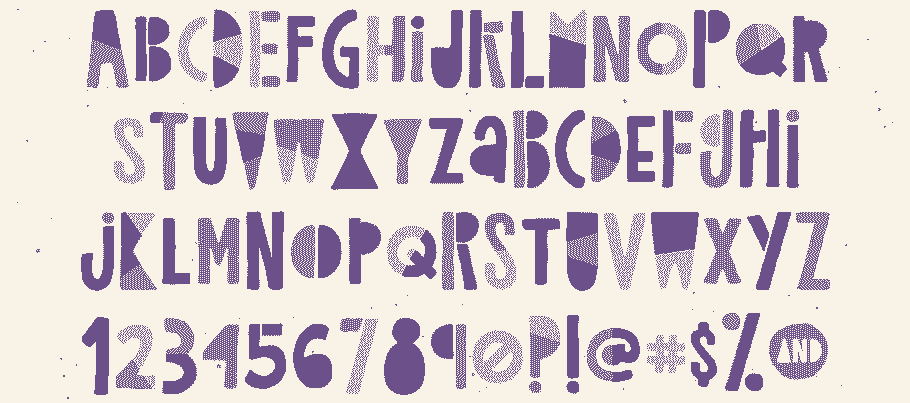 ABCDEFGHiJKLMNOPQR
STUVWXYZaBCDEFgHi
jKLMNOPQRSTUVWXYZ
1234567890?!@#$%AND